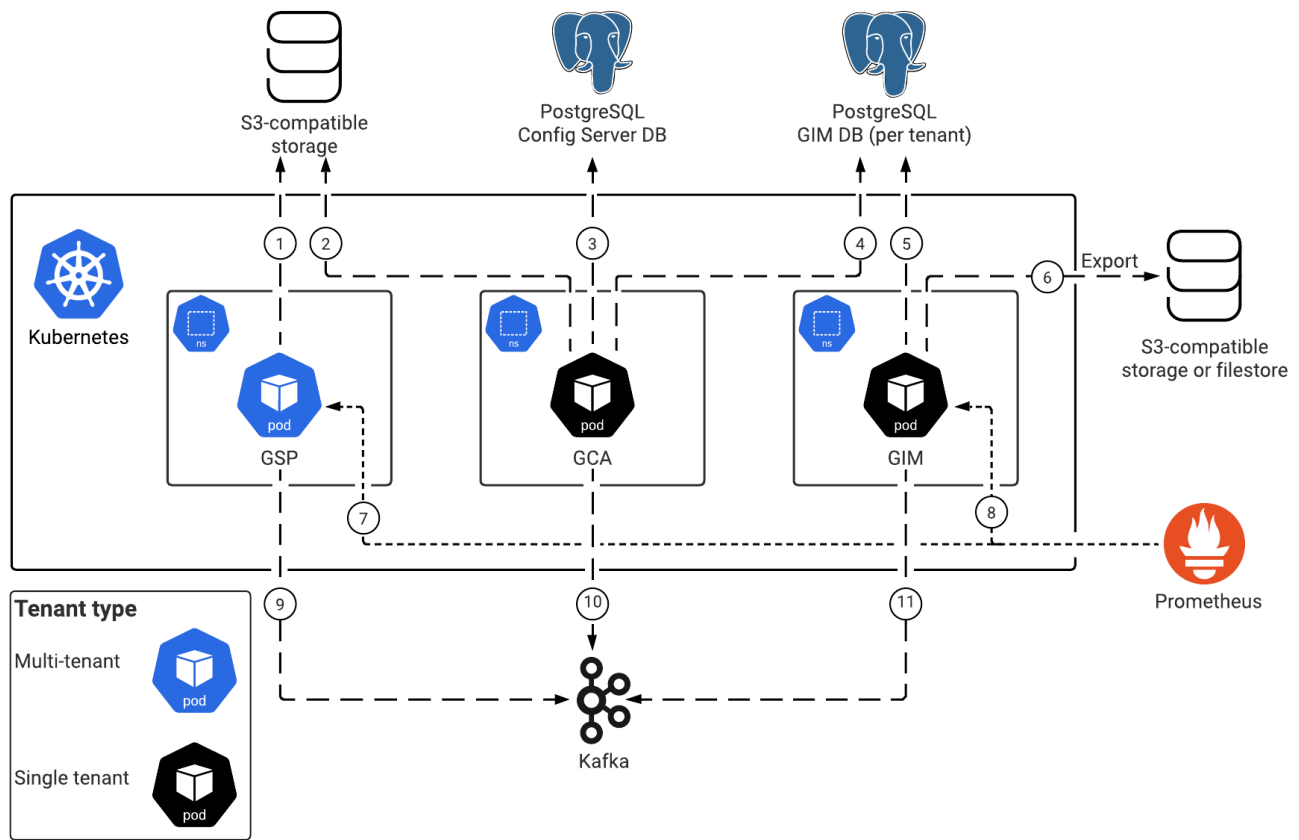 S3-compatible
storage
PostgreSQL
Config Server DB
PostgreSQL
GIM DB (per tenant)
1
2
3
4
5
6
Export
Kubernetes
ns
ns
ns
S3-compatible
storage or filestore
pod
GSP
pod
GCA
pod
GIM
7
8
Prometheus
9
10
11
Kafka
Tenant type
Multi-tenant
pod
Single tenant
pod